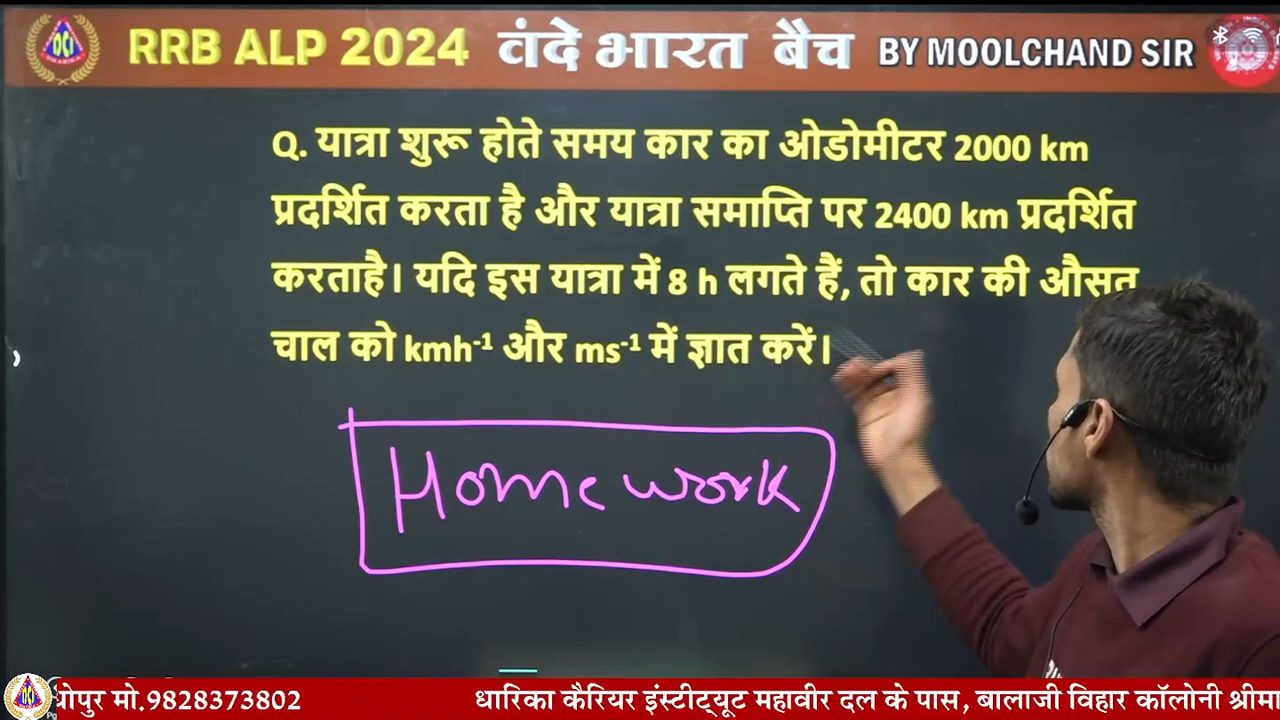 DCI
RRB ALP 2024 वंदे भारत बैच BY MOOLCHAND SIR
Q. यात्रा शुरू होते समय कार का ओडोमीटर 2000 km
प्रदर्शित करता है और यात्रा समाप्ति पर 2400 km प्रदर्शित
करताहै। यदि इस यात्रा में 8 h लगते हैं, तो कार की औसत
चाल को kmh⁻¹ और ms⁻¹ में ज्ञात करें।
Homework
धोपुर मो.9828373802 धारिका कैरियर इंस्टीट्यूट महावीर दल के पास, बालाजी विहार कॉलोनी श्रीमा